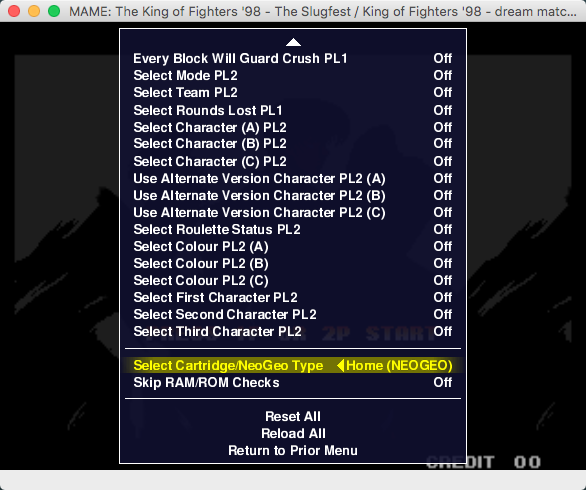 MAME: The King of Fighters '98 - The Slugfest / King of Fighters '98 - dream matc...
Every Block Will Guard Crush PL1 Off
Select Mode PL2 Off
Select Team PL2 Off
Select Rounds Lost PL1 Off
Select Character (A) PL2 Off
Select Character (B) PL2 Off
Select Character (C) PL2 Off
Use Alternate Version Character PL2 (A) Off
Use Alternate Version Character PL2 (B) Off
Use Alternate Version Character PL2 (C) Off
Select Roulette Status PL2 Off
Select Colour PL2 (A) Off
Select Colour PL2 (B) Off
Select Colour PL2 (C) Off
Select First Character PL2 Off
Select Second Character PL2 Off
Select Third Character PL2 Off
2P START
Select Cartridge/NeoGeo Type Home (NEOGEO)
Skip RAM/ROM Checks Off
Reset All
Reload All
Return to Prior Menu
CREDIT 00